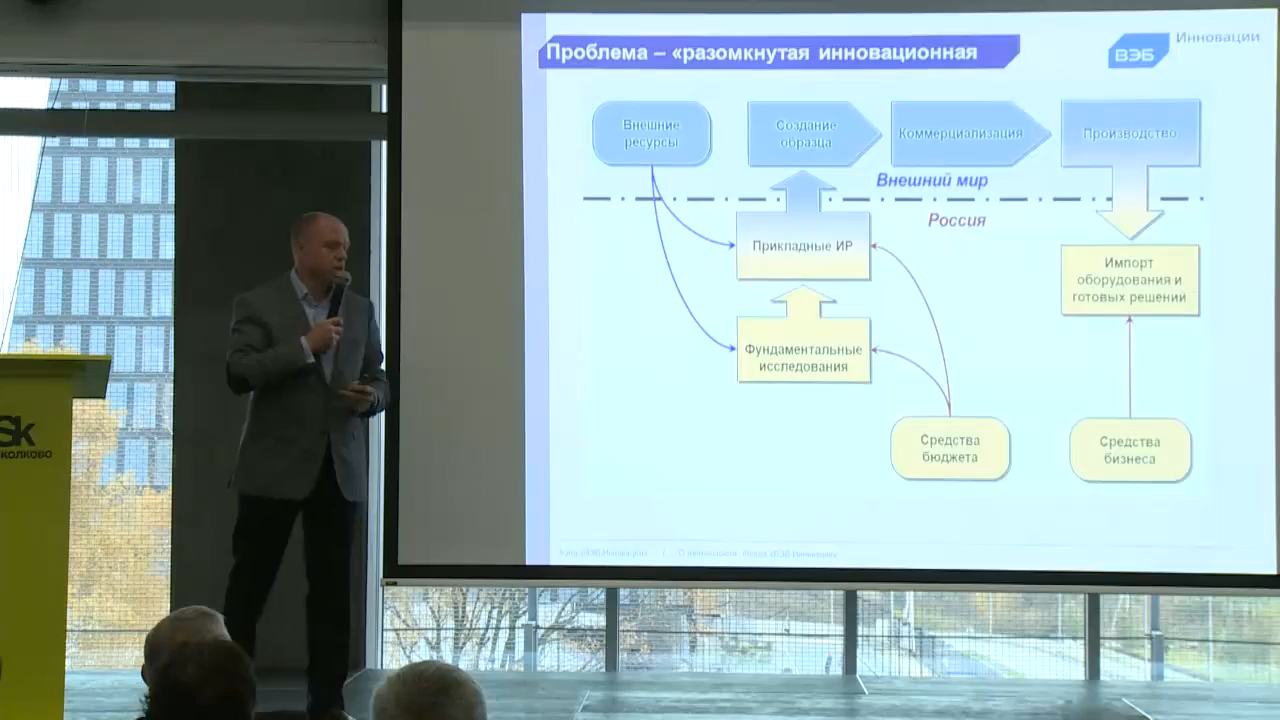 Проблема – «разомкнутая инновационная
ВЭБ
Инновации
Внешние
ресурсы
Создание
образца
Коммерциализация
Производство
Внешний мир
Россия
Прикладные ИР
Импорт
оборудования и
готовых решений
Фундаментальные
исследования
Средства
бюджета
Средства
бизнеса
Sk
КОЛКОВО